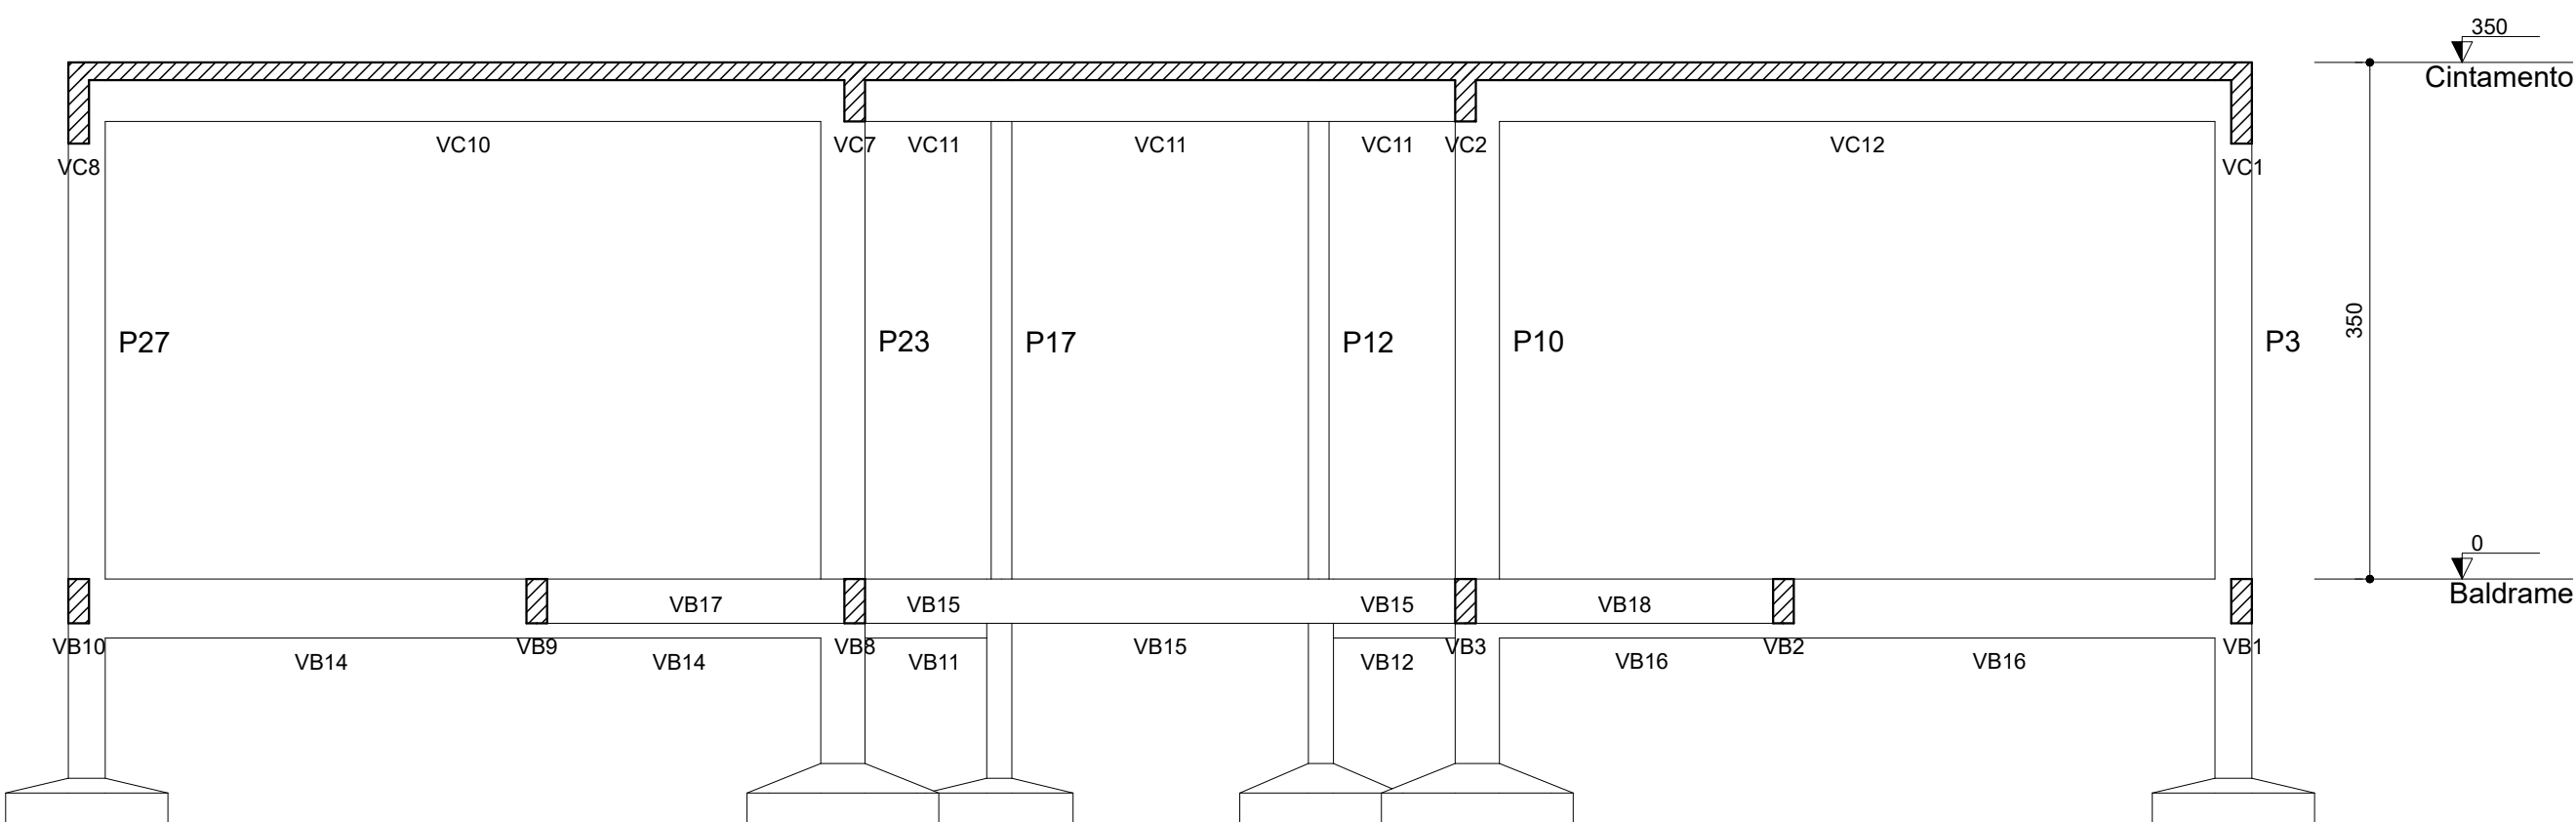 350
Cintamento
VC10
VC7
VC11
VC11
VC11
VC2
VC12
VC8
VC1
P27
P23
P17
P12
P10
P3
350
0
Baldrame
VB17
VB15
VB15
VB18
VB10
VB9
VB8
VB15
VB3
VB2
VB1
VB14
VB14
VB11
VB12
VB16
VB16